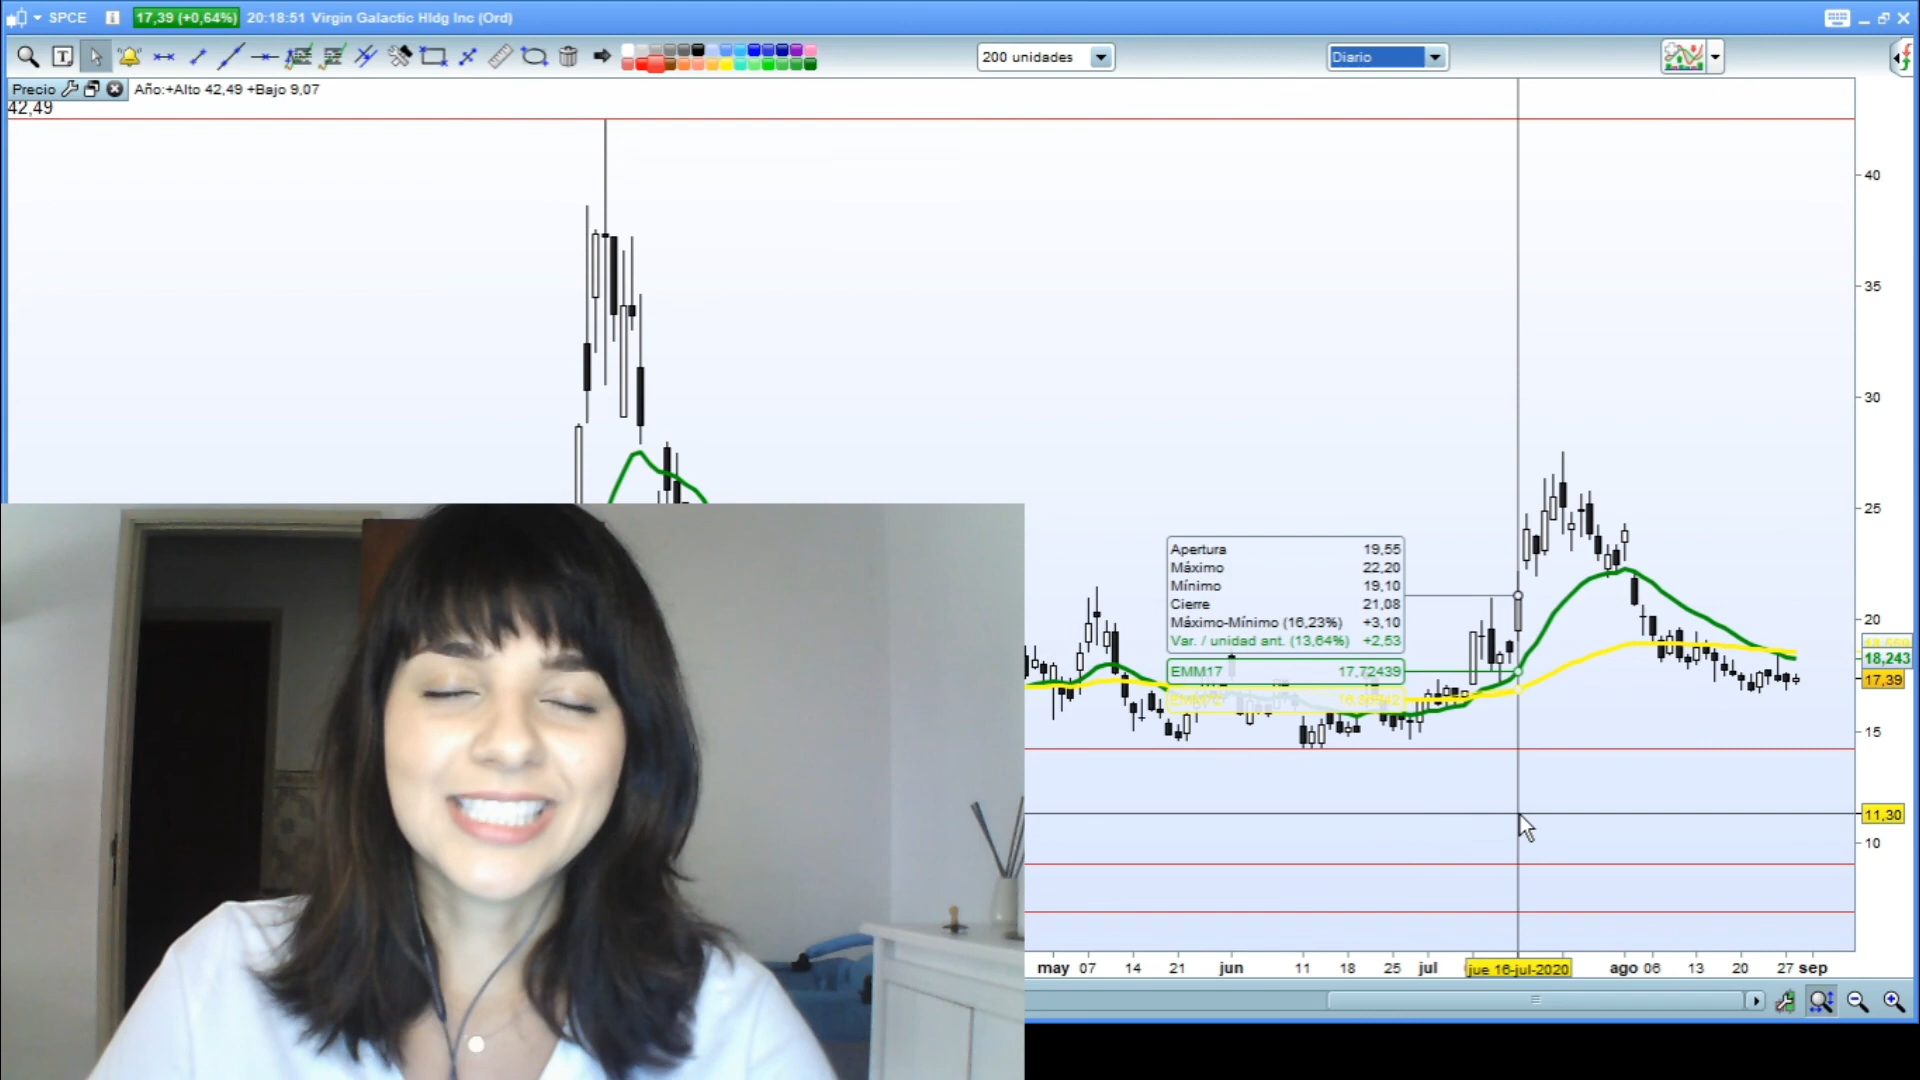 SPCE 17,39 (+0,64%) 20:18:51 Virgin Galactic Hldg Inc (Ord)
200 unidades Diario
Precio Año:+Alto 42,49 +Bajo 9,07
42,49
40
35
30
25
20
18,243
17,39
15
11,30
10
Apertura 19,55
Máximo 22,20
Mínimo 19,10
Cierre 21,08
Máximo-Mínimo (16,23%) +3,10
Var. / unidad ant. (13,64%) +2,53
EMM17 17,72439
may 07 14 21 jun 11 18 25 jul jue 16-jul-2020 ago 06 13 20 27 sep